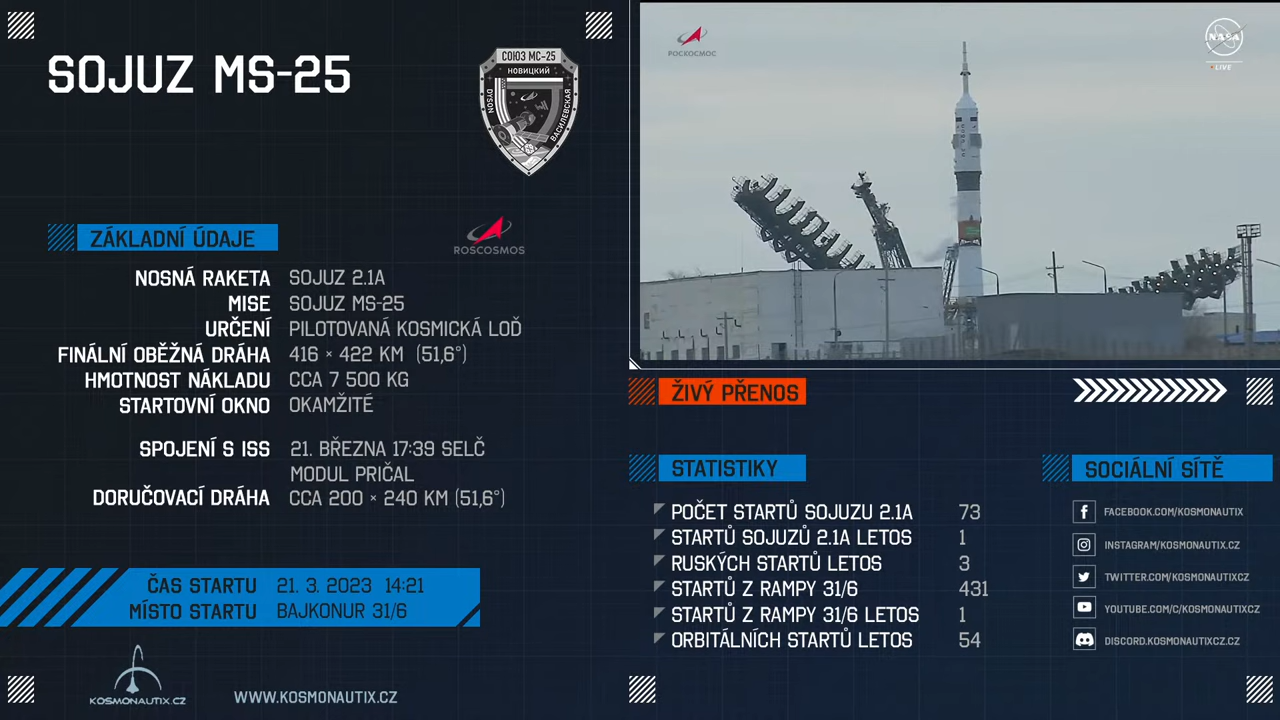 SOJUZ MS-25
СОЮЗ МС-25
НОВИЦКИЙ
DYSON
ВАСИЛЕВСКАЯ
ZÁKLADNÍ ÚDAJE
ROSCOSMOS
NOSNÁ RAKETA SOJUZ 2.1A
MISE SOJUZ MS-25
URČENÍ PILOTOVANÁ KOSMICKÁ LOĎ
FINÁLNÍ OBĚŽNÁ DRÁHA 416 × 422 KM (51,6°)
HMOTNOST NÁKLADU CCA 7 500 KG
STARTOVNÍ OKNO OKAMŽITÉ
SPOJENÍ S ISS 21. BŘEZNA 17:39 SELČ
MODUL PRIČAL
DORUČOVACÍ DRÁHA CCA 200 × 240 KM (51,6°)
ČAS STARTU 21. 3. 2023 14:21
MÍSTO STARTU BAJKONUR 31/6
KOSMONAUTIX.CZ
WWW.KOSMONAUTIX.CZ
РОСКОСМОС
NASA
LIVE
ŽIVÝ PŘENOS
STATISTIKY
POČET STARTŮ SOJUZU 2.1A 73
STARTŮ SOJUZŮ 2.1A LETOS 1
RUSKÝCH STARTŮ LETOS 3
STARTŮ Z RAMPY 31/6 431
STARTŮ Z RAMPY 31/6 LETOS 1
ORBITÁLNÍCH STARTŮ LETOS 54
SOCIÁLNÍ SÍTĚ
FACEBOOK.COM/KOSMONAUTIX
INSTAGRAM/KOSMONAUTIX.CZ
TWITTER.COM/KOSMONAUTIXCZ
YOUTUBE.COM/C/KOSMONAUTIXCZ
DISCORD.KOSMONAUTIXCZ.CZ